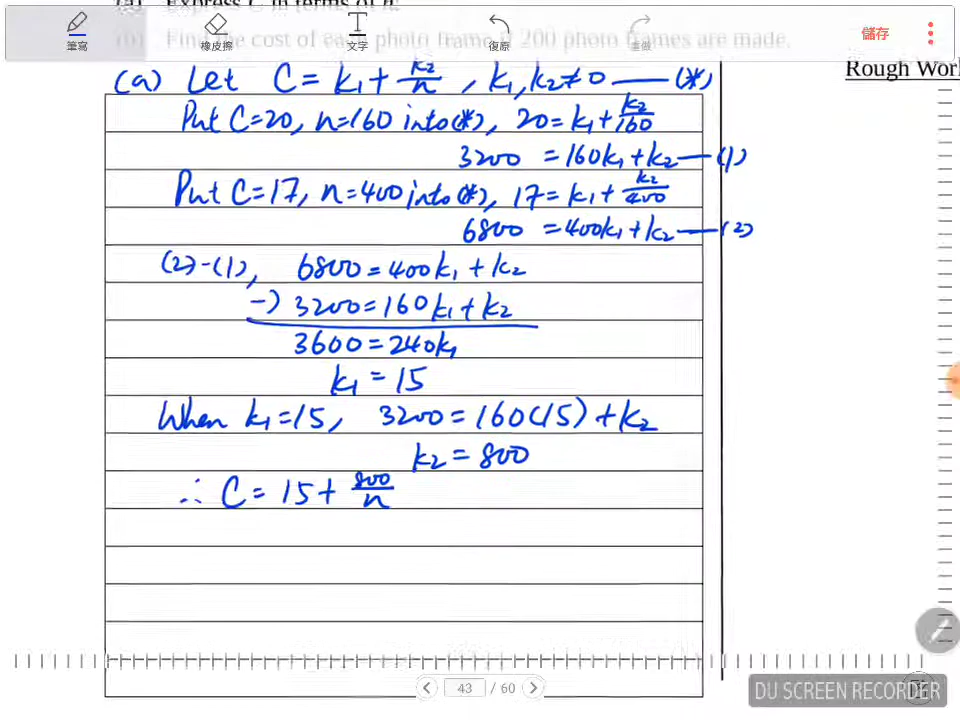 (a) Express C in terms of n.
筆寫 橡皮擦 文字 復原 重做 儲存
(b) Find the cost of each photo frame if 200 photo frames are made.
Rough Wor
(a) Let C = k₁ + k₂/n , k₁, k₂ ≠ 0 —— (*)
Put C=20, n=160 into (*), 20 = k₁ + k₂/160
3200 = 160k₁ + k₂ —— (1)
Put C=17, n=400 into (*), 17 = k₁ + k₂/400
6800 = 400k₁ + k₂ —— (2)
(2)-(1), 6800 = 400k₁ + k₂
-) 3200 = 160k₁ + k₂
3600 = 240k₁
k₁ = 15
When k₁ = 15, 3200 = 160(15) + k₂
k₂ = 800
∴ C = 15 + 800/n
43 / 60
DU SCREEN RECORDER